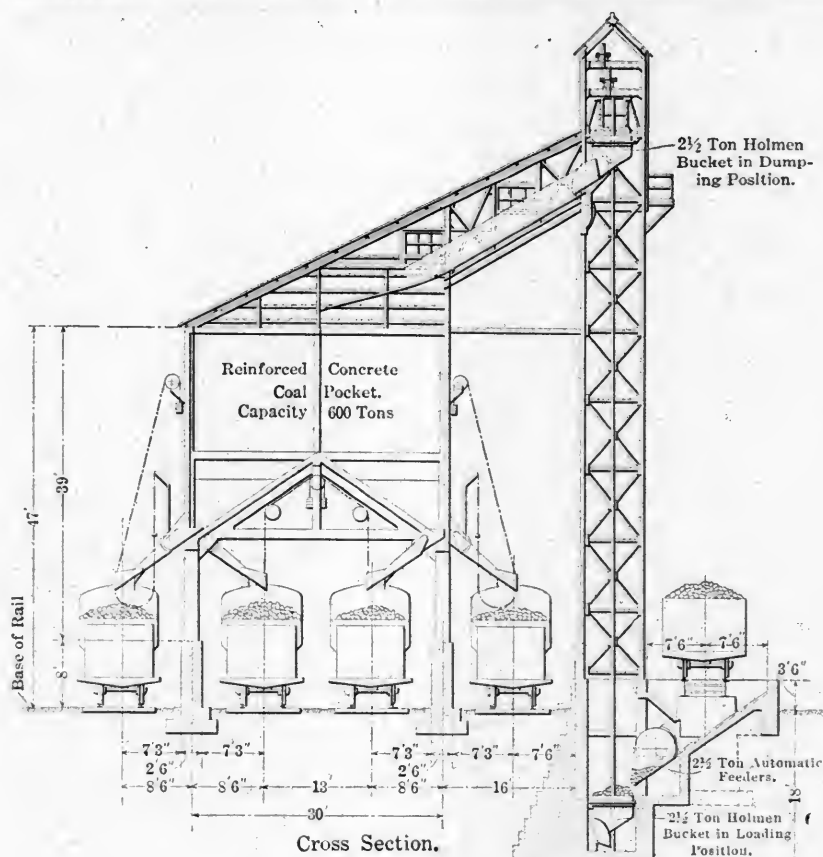 2½ Ton Holmen
Bucket in Dump-
ing Position.
Reinforced Concrete
Coal Pocket.
Capacity 600 Tons
47'
39'
8'
Base of Rail
7'6" 7'6"
3'6"
7'3" 7'3" 7'3" 7'3" 7'6"
2'6" 2'6"
8'6" 8'6" 13' 8'6" 16
30'
2½ Ton Automatic
Feeders.
18
2½ Ton Holmen
Bucket in Loading
Position.
Cross Section.